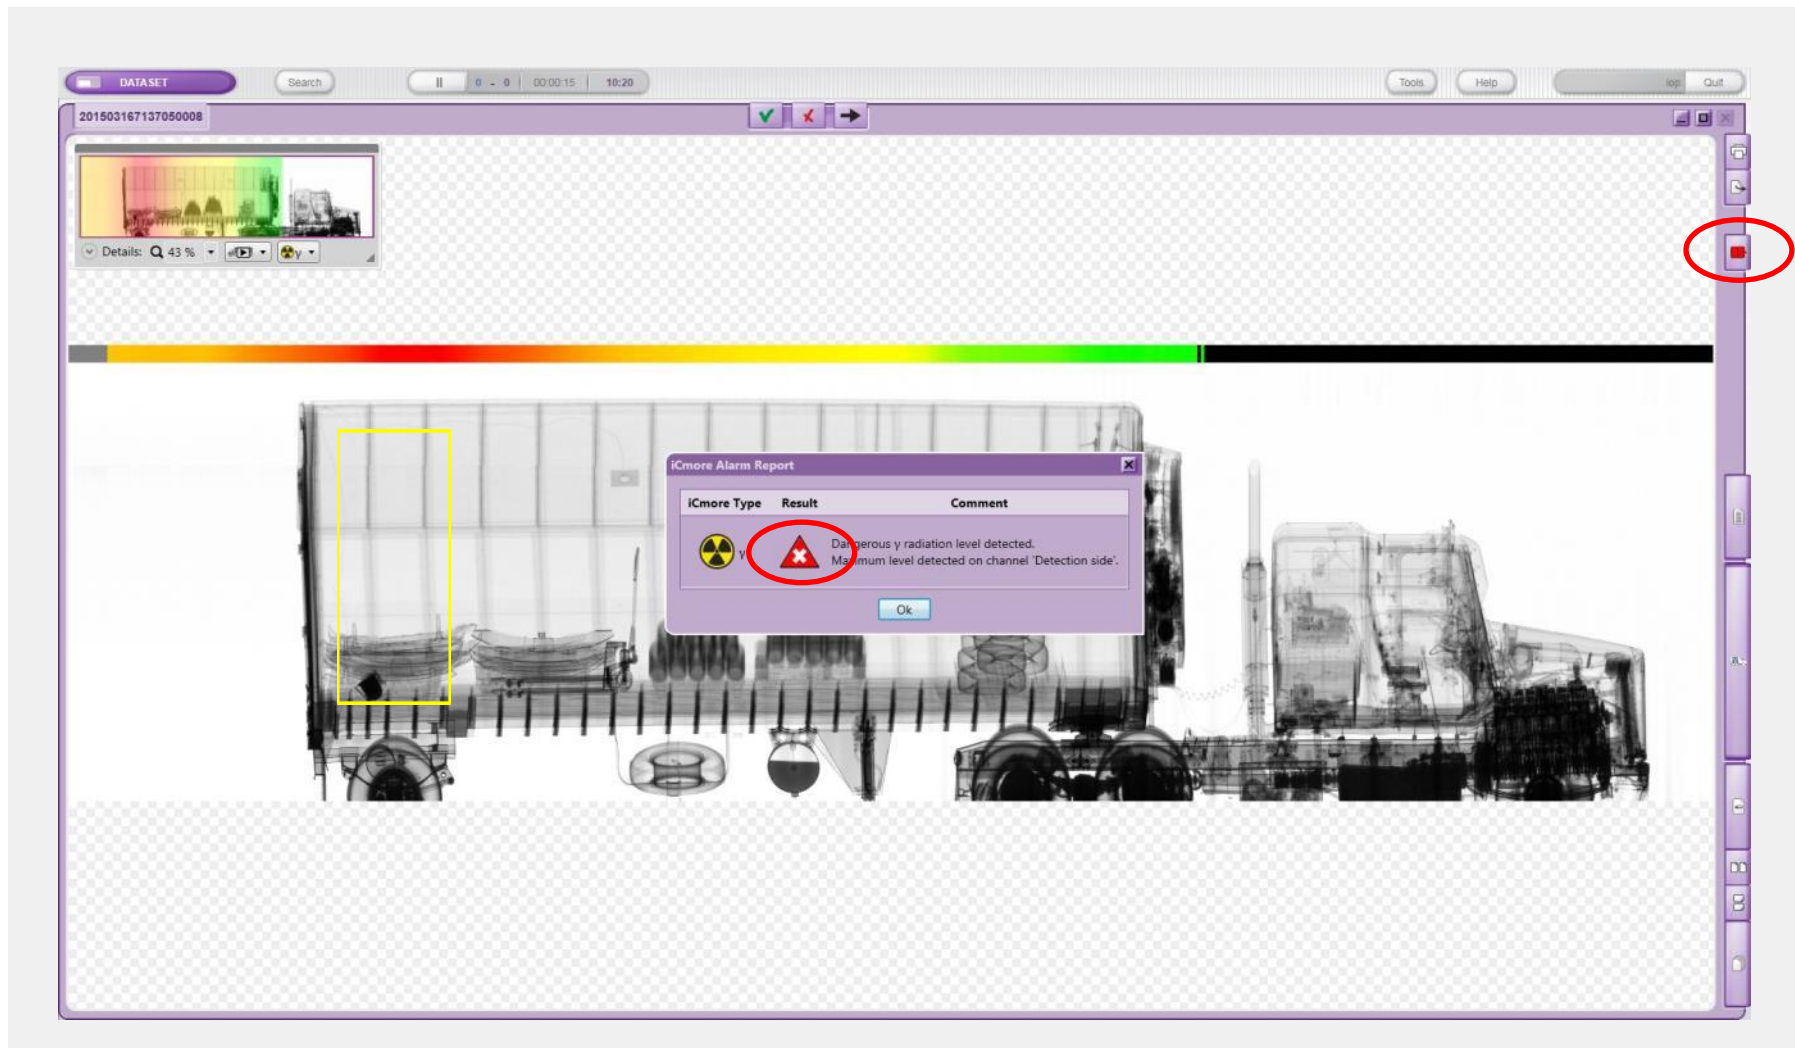 DATASET
Search
0 - 0 00:00:15 10:20
Tools
Help
iop
Quit
201503167137050008
Details: 43 % γ
iCmore Alarm Report
iCmore Type Result Comment
γ
Dangerous γ radiation level detected.
Maximum level detected on channel 'Detection side'.
Ok